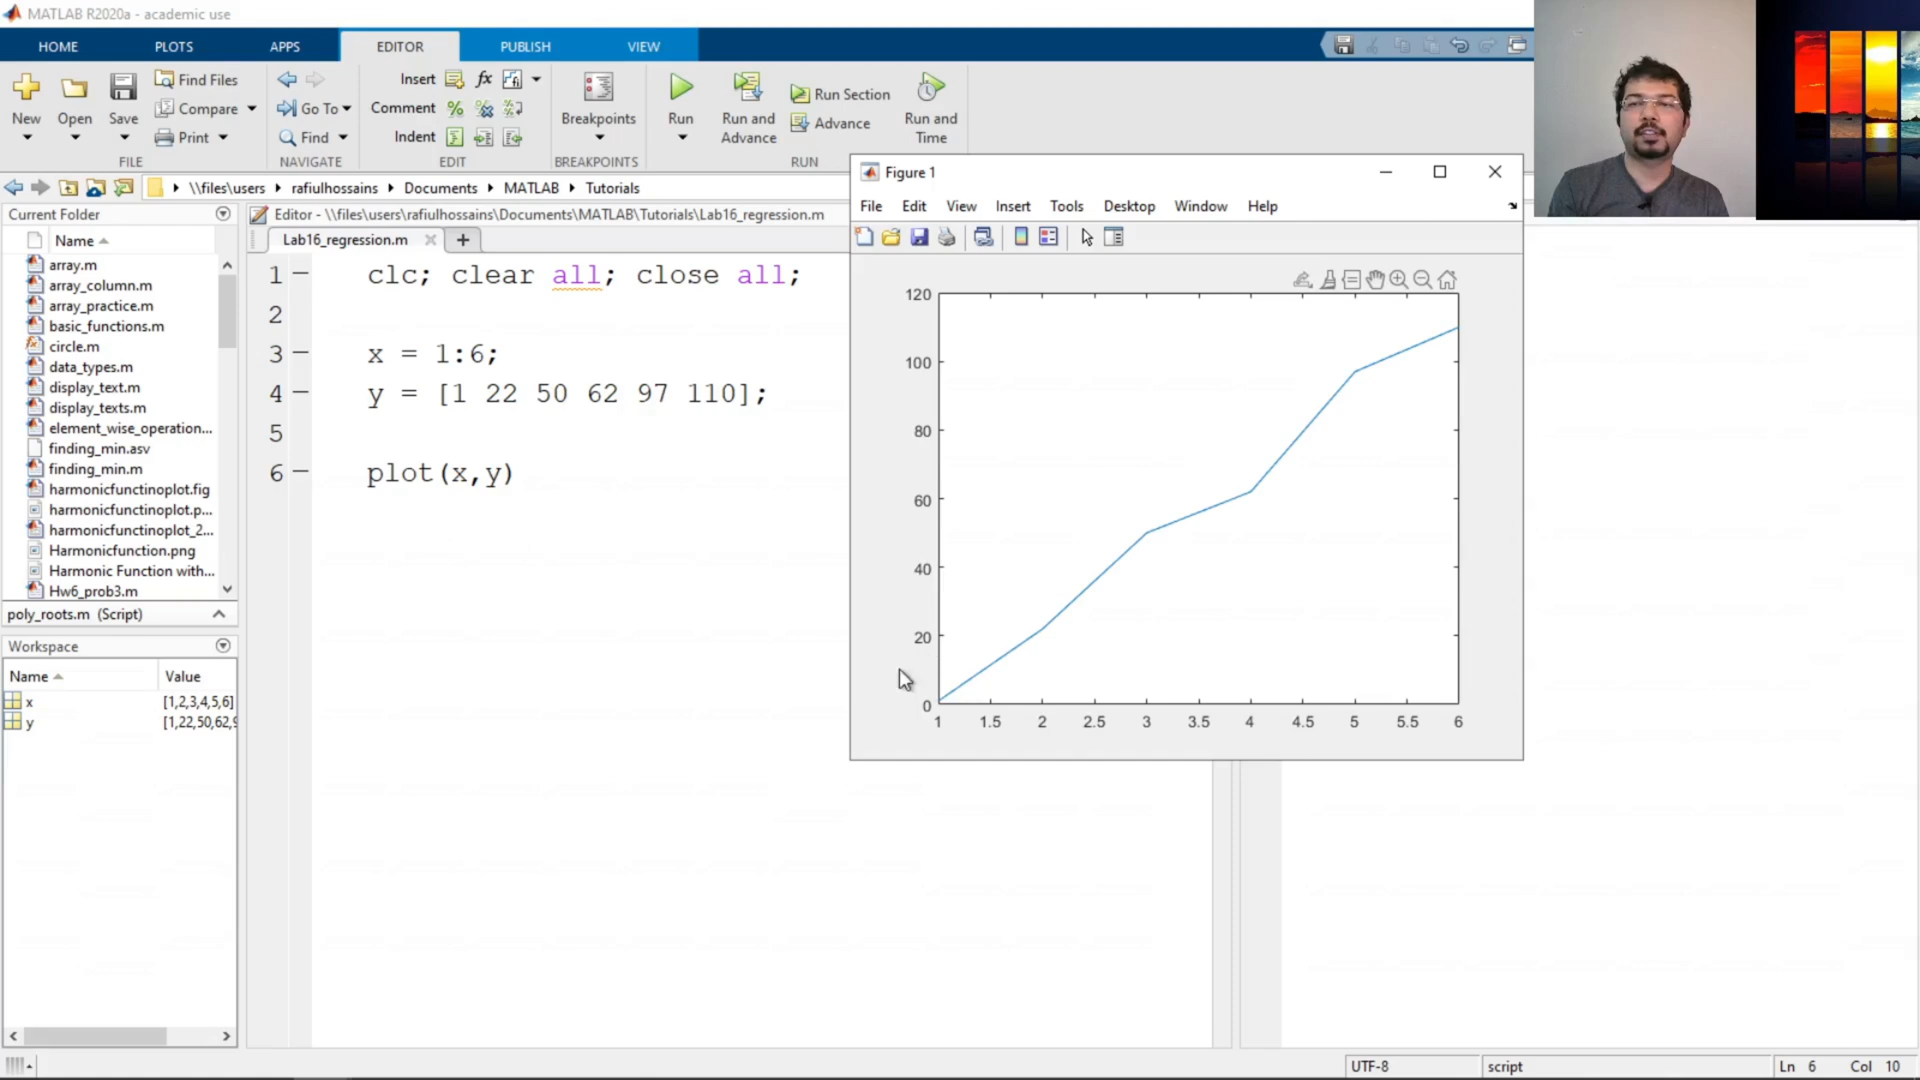 MATLAB R2020a - academic use
HOME PLOTS APPS EDITOR PUBLISH VIEW
New Open Save Find Files Compare Print FILE
Go To Find NAVIGATE
Insert fx Comment % Indent EDIT
Breakpoints BREAKPOINTS
Run Run and Advance Run Section Advance Run and Time RUN
\\files\users rafiulhossains Documents MATLAB Tutorials
Current Folder
Name
array.m
array_column.m
array_practice.m
basic_functions.m
circle.m
data_types.m
display_text.m
display_texts.m
element_wise_operation...
finding_min.asv
finding_min.m
harmonicfunctinoplot.fig
harmonicfunctinoplot.p...
harmonicfunctinoplot_2...
Harmonicfunction.png
Harmonic Function with...
Hw6_prob3.m
poly_roots.m (Script)
Workspace
Name Value
x [1,2,3,4,5,6]
y [1,22,50,62,9
Editor - \\files\users\rafiulhossains\Documents\MATLAB\Tutorials\Lab16_regression.m
Lab16_regression.m
1 clc; clear all; close all;
2
3 x = 1:6;
4 y = [1 22 50 62 97 110];
5
6 plot(x,y)
Figure 1
File Edit View Insert Tools Desktop Window Help
120
100
80
60
40
20
0
1 1.5 2 2.5 3 3.5 4 4.5 5 5.5 6
UTF-8 script Ln 6 Col 10